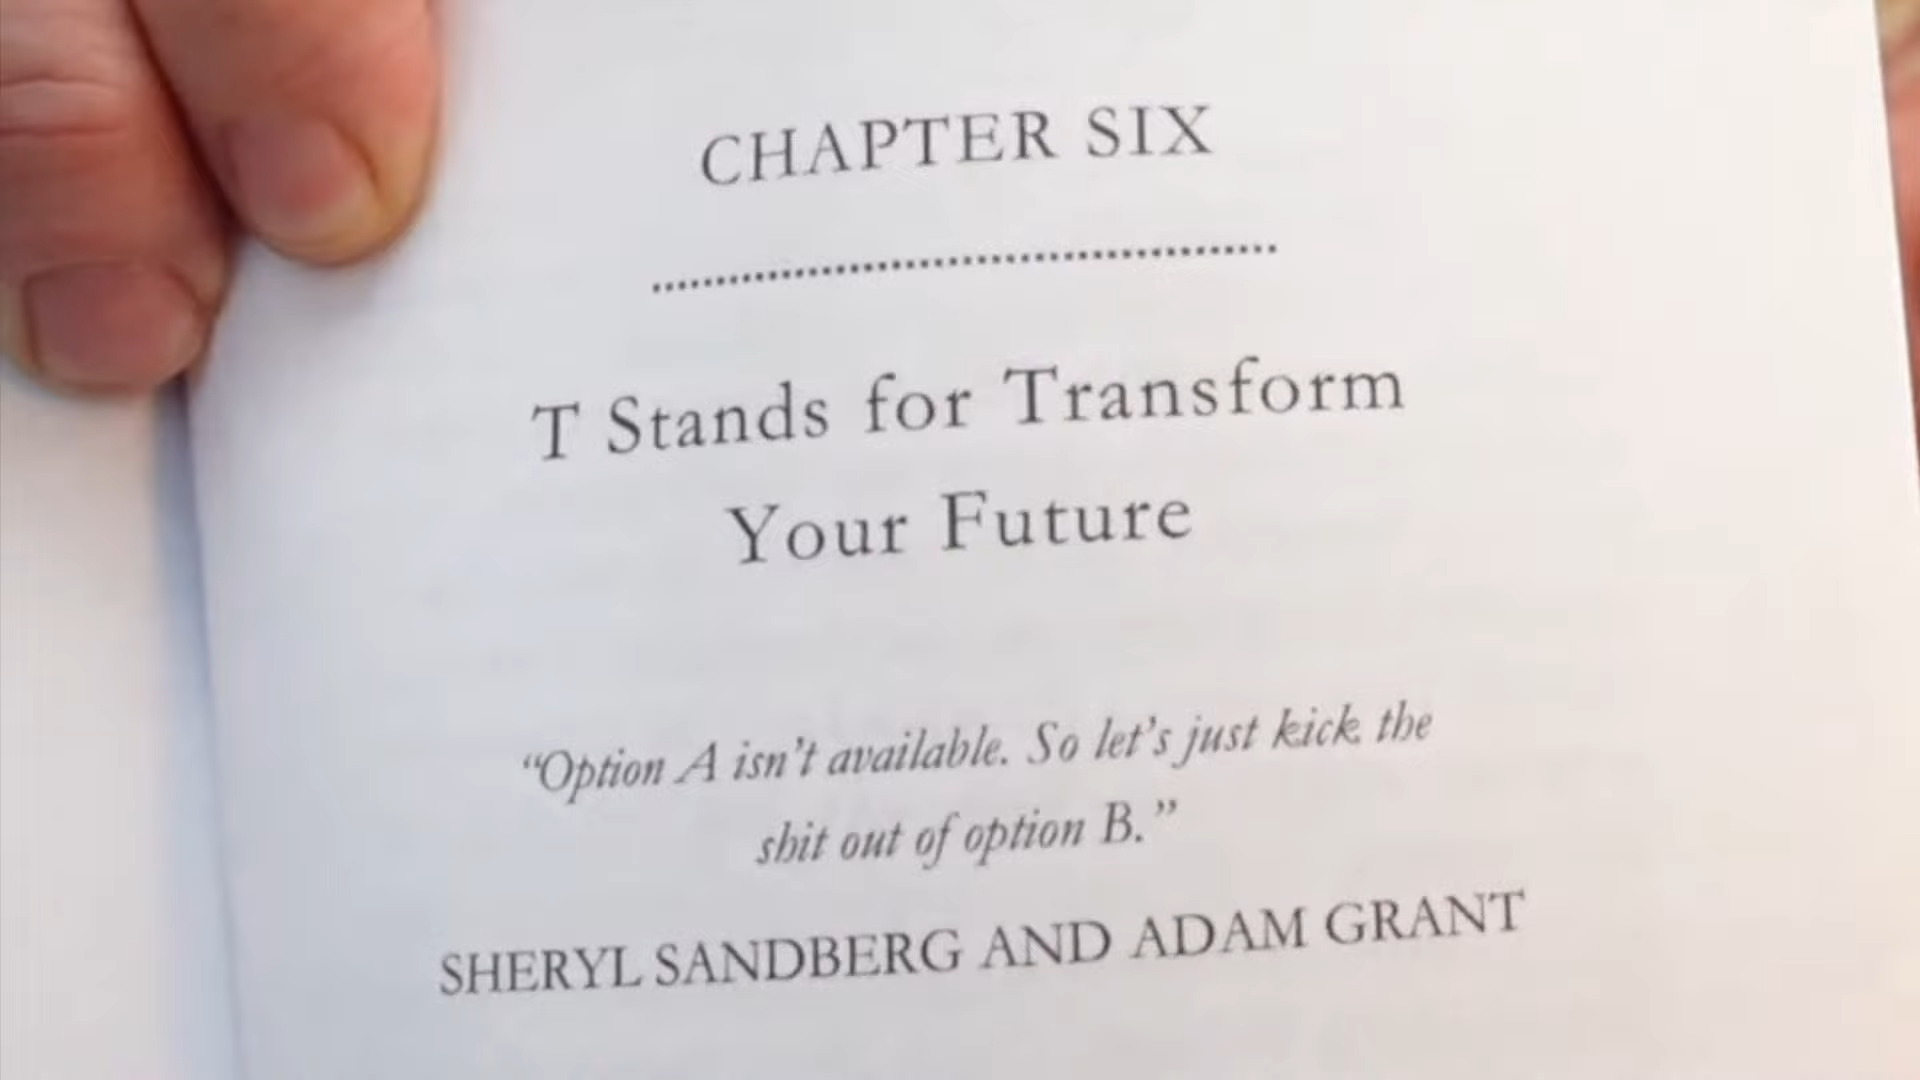 CHAPTER SIX
T Stands for Transform
Your Future
“Option A isn’t available. So let’s just kick the
shit out of option B.”
SHERYL SANDBERG AND ADAM GRANT